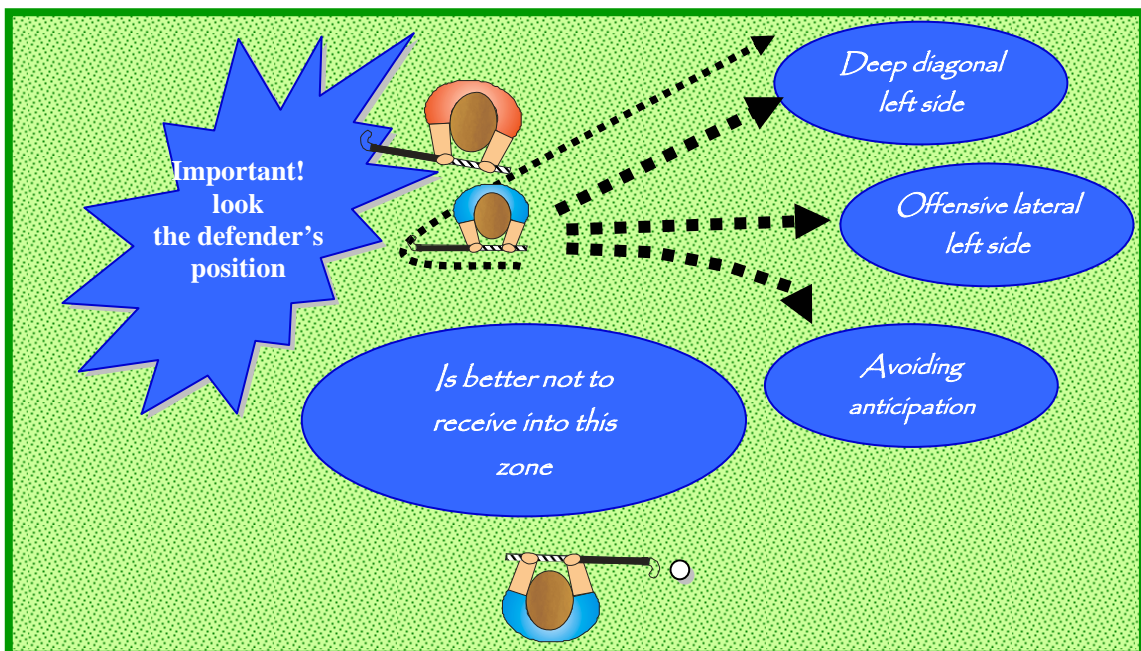 Important!
look
the defender's
position
Deep diagonal
left side
Offensive lateral
left side
Avoiding
anticipation
Is better not to
receive into this
zone